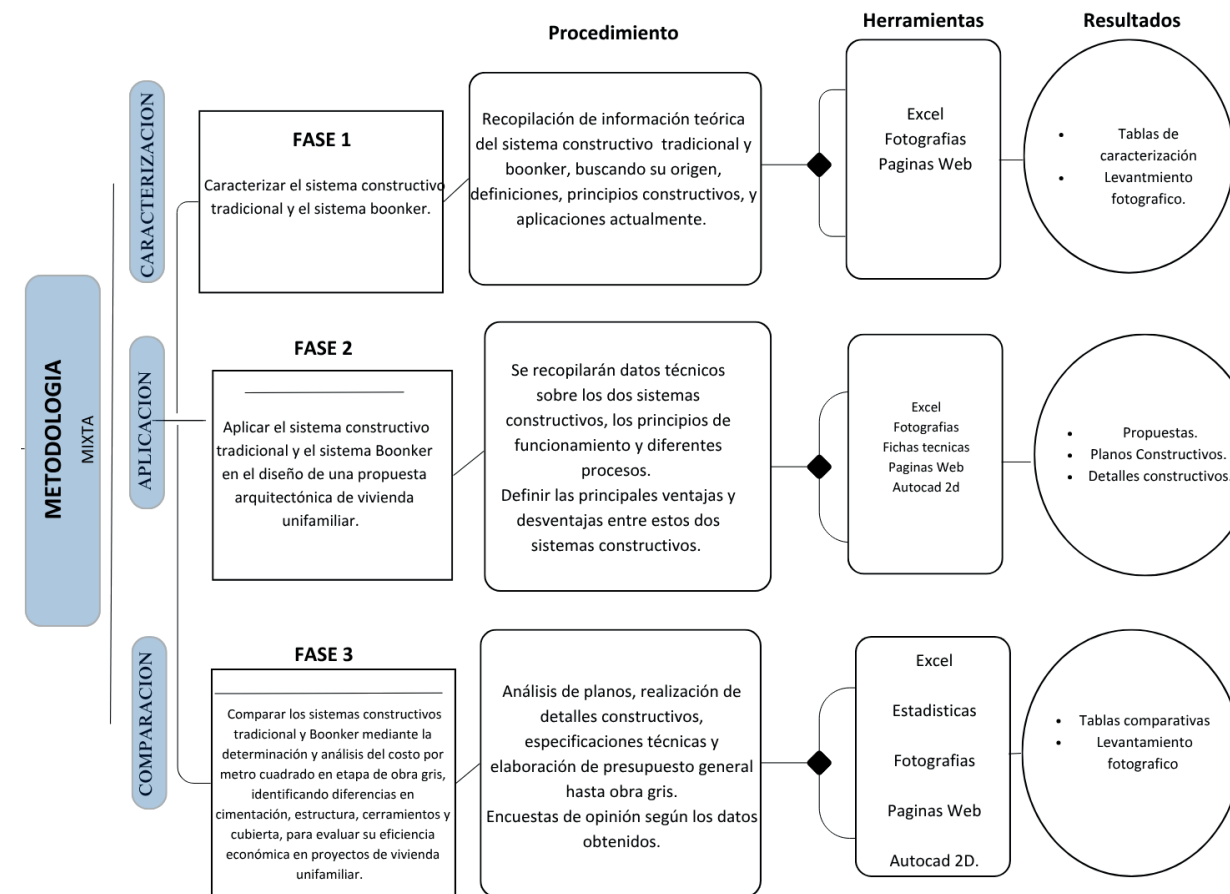 Procedimiento
Herramientas
Resultados
METODOLOGIA
MIXTA
CARACTERIZACION
FASE 1
Caracterizar el sistema constructivo
tradicional y el sistema boonker.
Recopilación de información teórica
del sistema constructivo tradicional y
boonker, buscando su origen,
definiciones, principios constructivos, y
aplicaciones actualmente.
Excel
Fotografias
Paginas Web
• Tablas de
caracterización
• Levantmiento
fotografico.
APLICACION
FASE 2
Aplicar el sistema constructivo
tradicional y el sistema Boonker
en el diseño de una propuesta
arquitectónica de vivienda
unifamiliar.
Se recopilarán datos técnicos
sobre los dos sistemas
constructivos, los principios de
funcionamiento y diferentes
procesos.
Definir las principales ventajas y
desventajas entre estos dos
sistemas constructivos.
Excel
Fotografias
Fichas tecnicas
Paginas Web
Autocad 2d
• Propuestas.
• Planos Constructivos.
• Detalles constructivos.
COMPARACION
FASE 3
Comparar los sistemas constructivos
tradicional y Boonker mediante la
determinación y análisis del costo por
metro cuadrado en etapa de obra gris,
identificando diferencias en
cimentación, estructura, cerramientos y
cubierta, para evaluar su eficiencia
económica en proyectos de vivienda
unifamiliar.
Análisis de planos, realización de
detalles constructivos,
especificaciones técnicas y
elaboración de presupuesto general
hasta obra gris.
Encuestas de opinión según los datos
obtenidos.
Excel
Estadisticas
Fotografias
Paginas Web
Autocad 2D.
• Tablas comparativas
• Levantamiento
fotografico